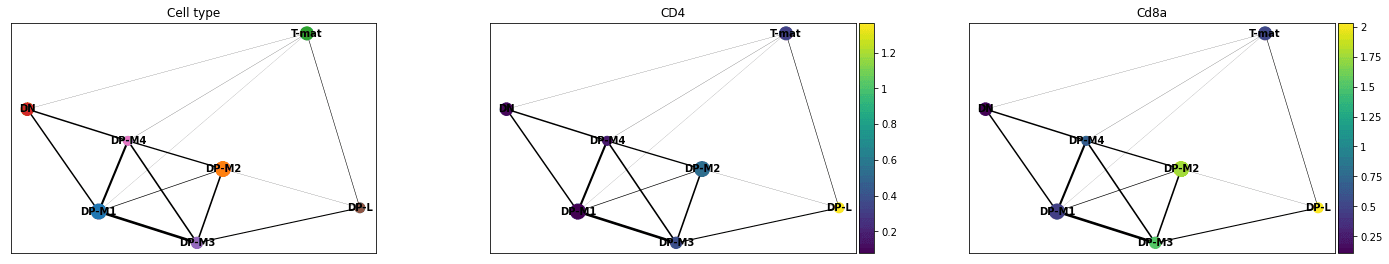 Cell type
T-mat
DN
DP-M4
DP-M2
DP-M1
DP-L
DP-M3
CD4
T-mat
DN
DP-M4
DP-M2
DP-M1
DP-L
DP-M3
1.2
1.0
0.8
0.6
0.4
0.2
Cd8a
T-mat
DN
DP-M4
DP-M2
DP-M1
DP-L
DP-M3
2
1.75
1.5
1.25
1
0.75
0.5
0.25